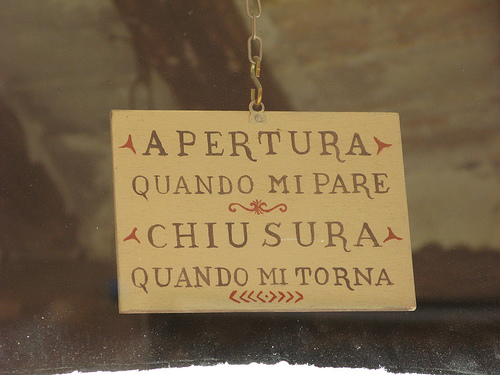 APERTURA
QUANDO MI PARE
CHIUSURA
QUANDO MI TORNA